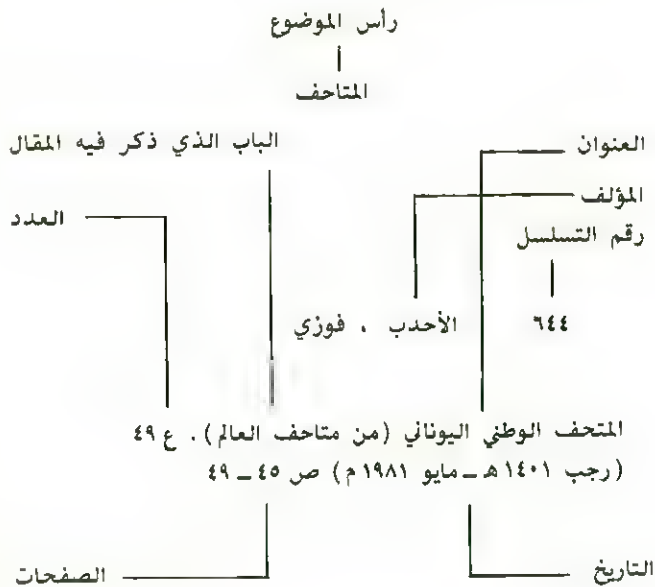 رأس الموضوع
المتاحف
العنوان
الباب الذي ذكر فيه المقال
المؤلف
العدد
رقم التسلسل
٦٤٤ الأحدب ، فوزي
المتحف الوطني اليوناني (من متاحف العالم) . ع ٤٩
(رجب ١٤٠١ هـ ـ مايو ١٩٨١ م) ص ٤٥ ـ ٤٩
التاريخ
الصفحات